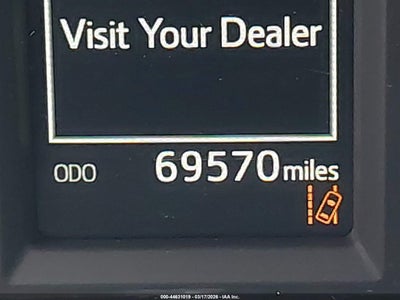 Visit Your Dealer
ODO 69570 miles
000-44631019 - 03/17/2026 - IAA Inc.